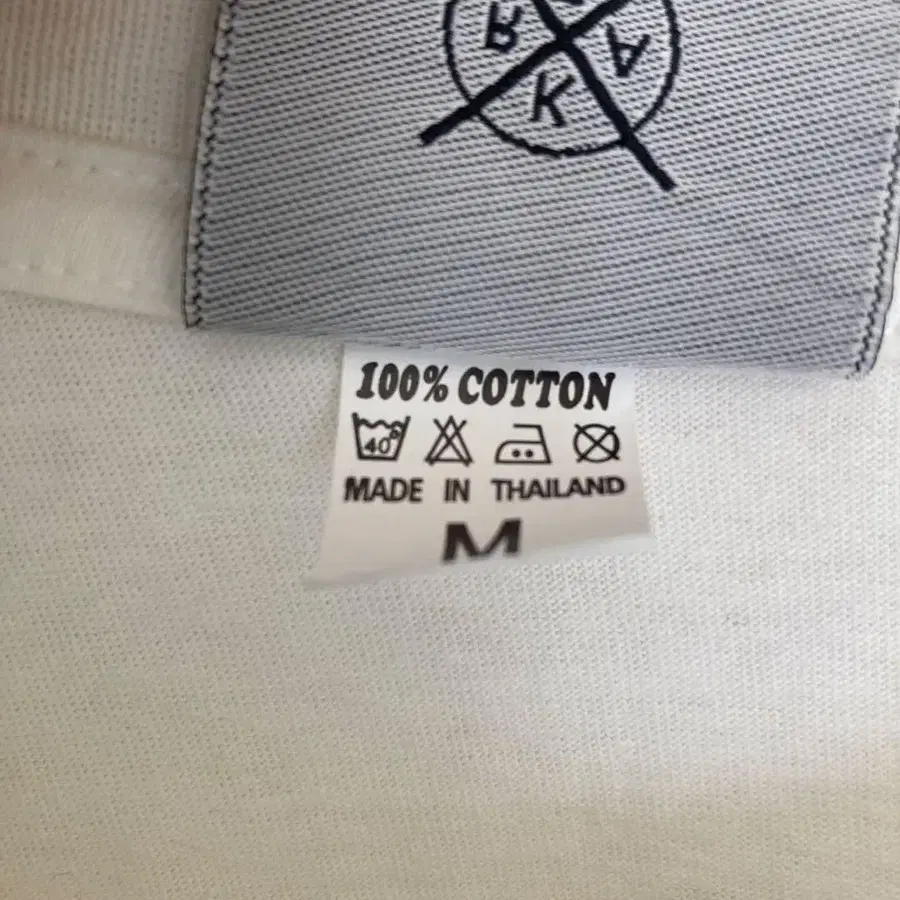 R K A
100% COTTON
40°
MADE IN THAILAND
M